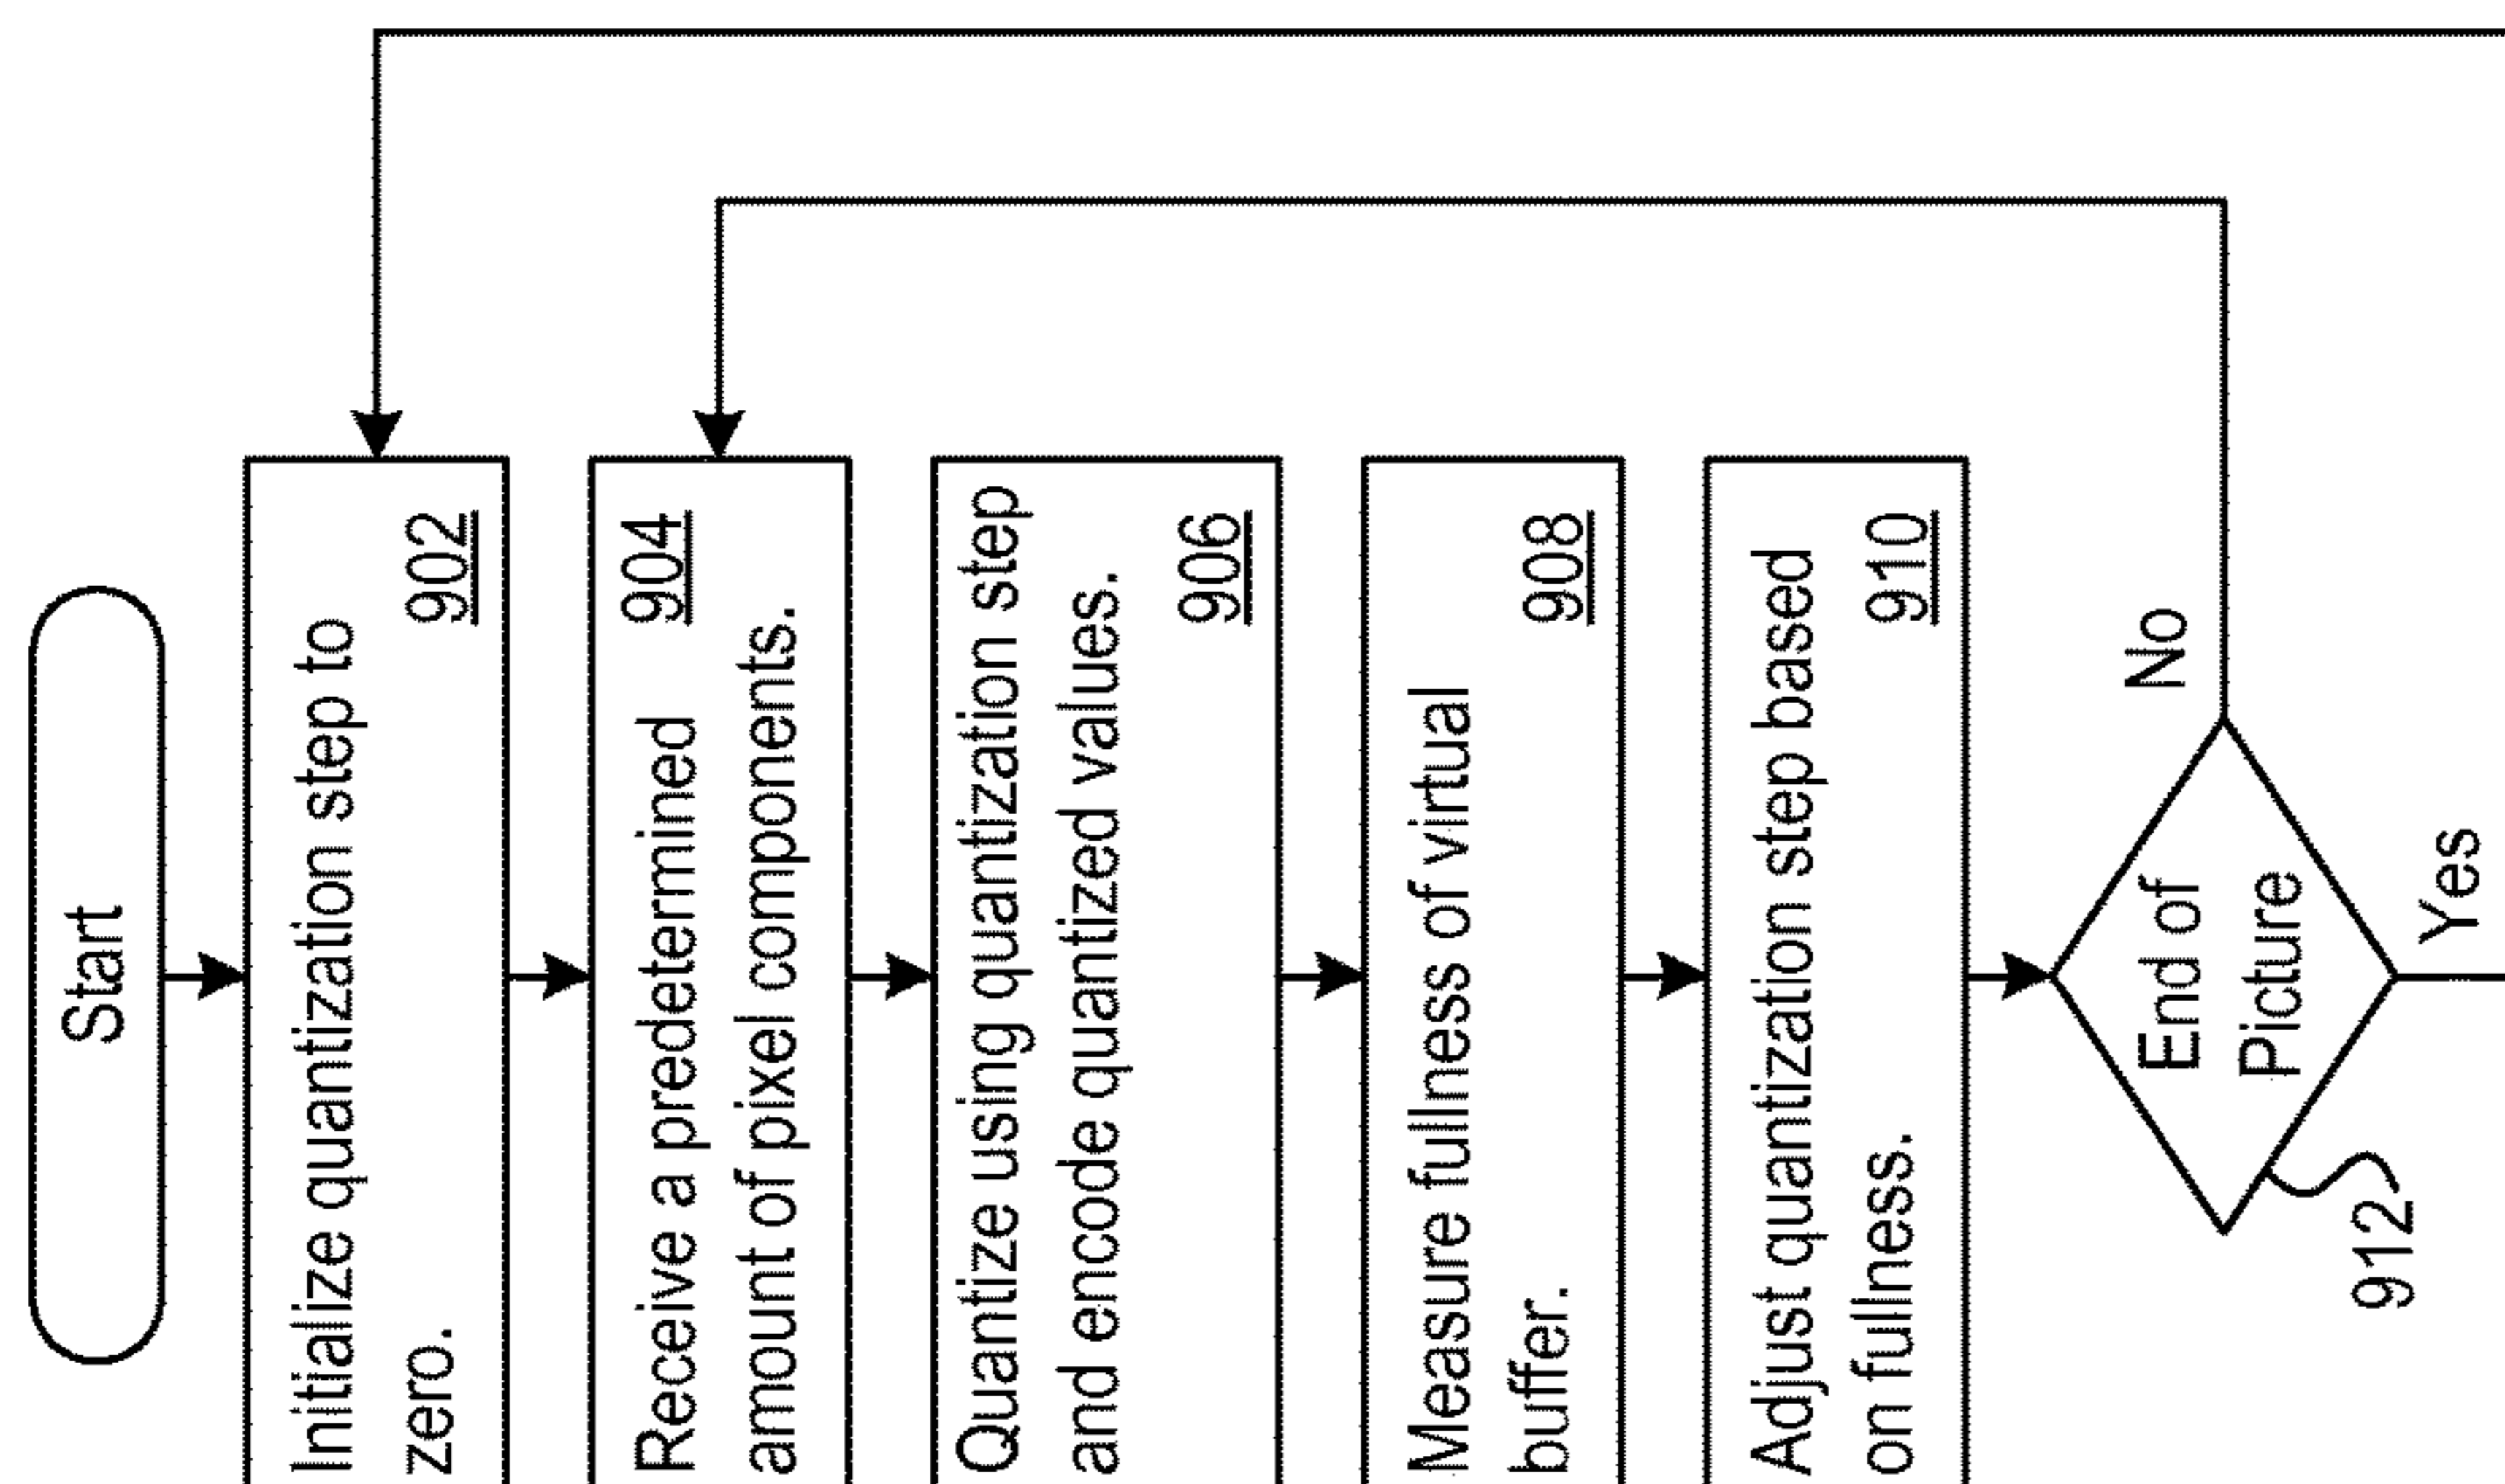 Start
Initialize quantization step to
zero.
902
Receive a predetermined 904
amount of pixel components.
Quantize using quantization step
and encode quantized values.
906
Measure fullness of virtual
buffer.
908
Adjust quantization step based
on fullness.
910
End of
Picture
No
Yes
912